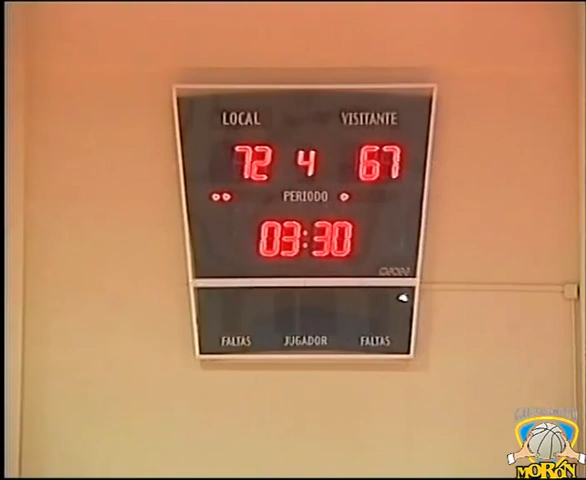 LOCAL VISITANTE
72 4 67
PERIODO
03:30
FALTAS JUGADOR FALTAS
MORÓN